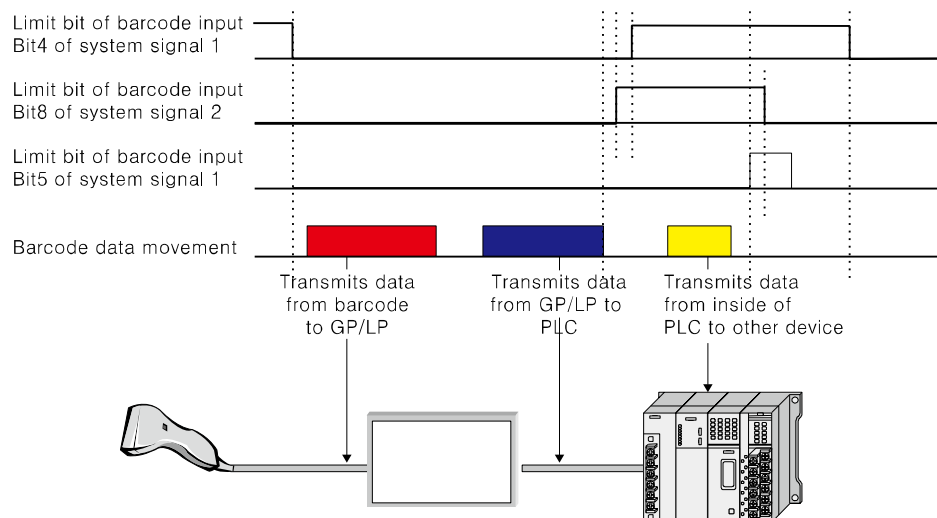 Limit bit of barcode input
Bit4 of system signal 1
Limit bit of barcode input
Bit8 of system signal 2
Limit bit of barcode input
Bit5 of system signal 1
Barcode data movement
Transmits data
from barcode
to GP/LP
Transmits data
from GP/LP to
PLC
Transmits data
from inside of
PLC to other device